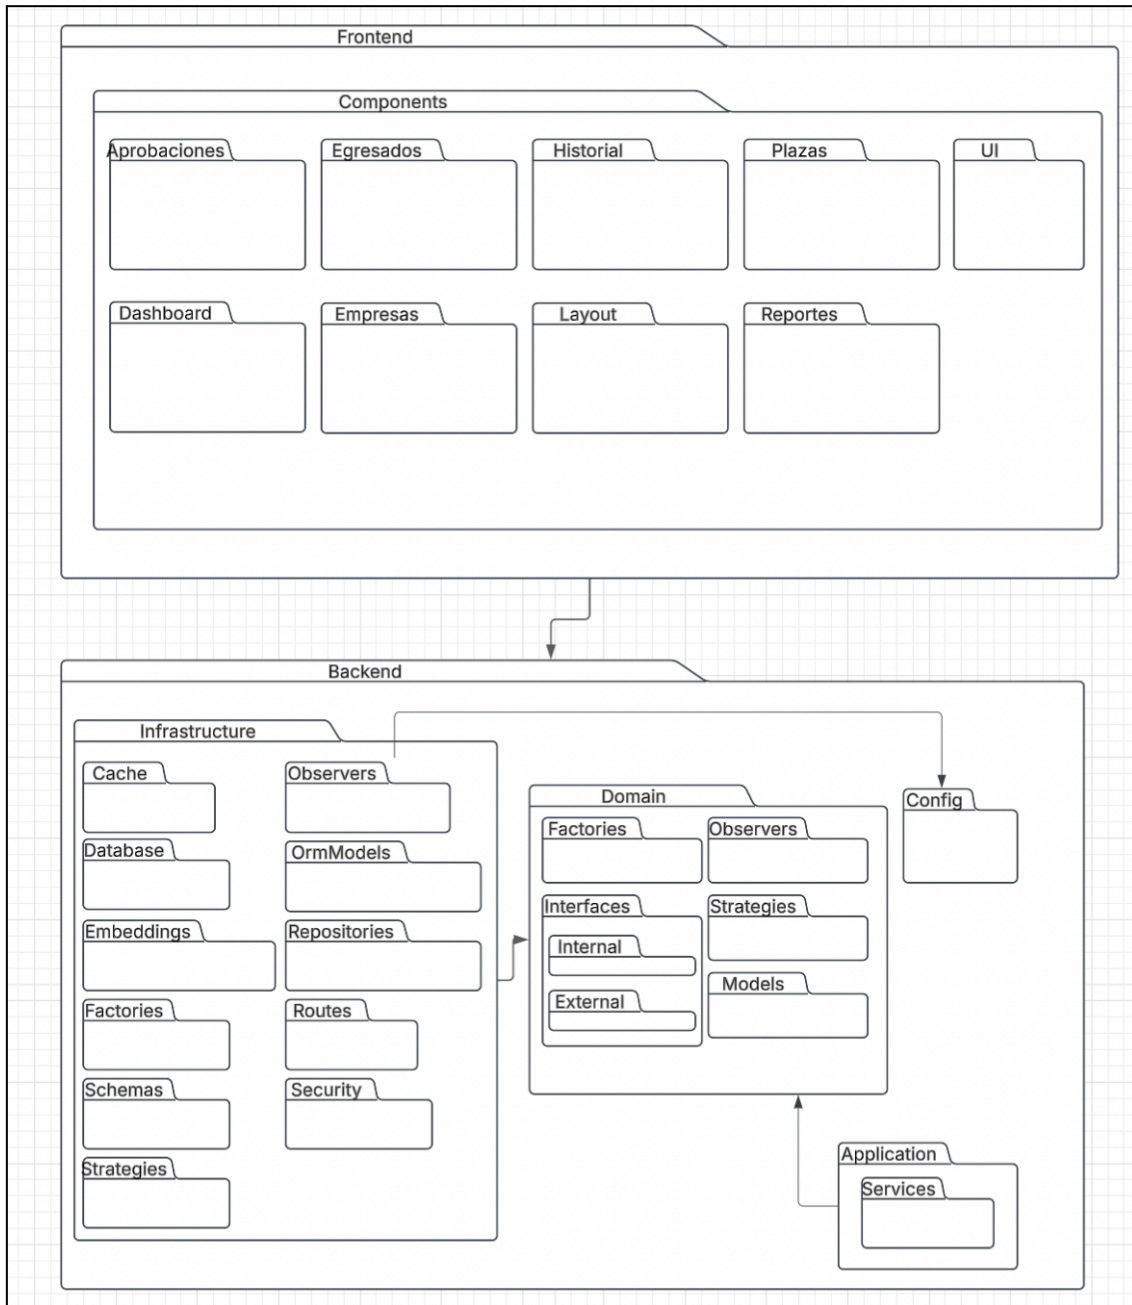 Frontend
Components
Aprobaciones
Egresados
Historial
Plazas
UI
Dashboard
Empresas
Layout
Reportes
Backend
Infrastructure
Cache
Observers
Database
OrmModels
Embeddings
Repositories
Factories
Routes
Schemas
Security
Strategies
Domain
Factories
Observers
Interfaces
Strategies
Internal
Models
External
Config
Application
Services